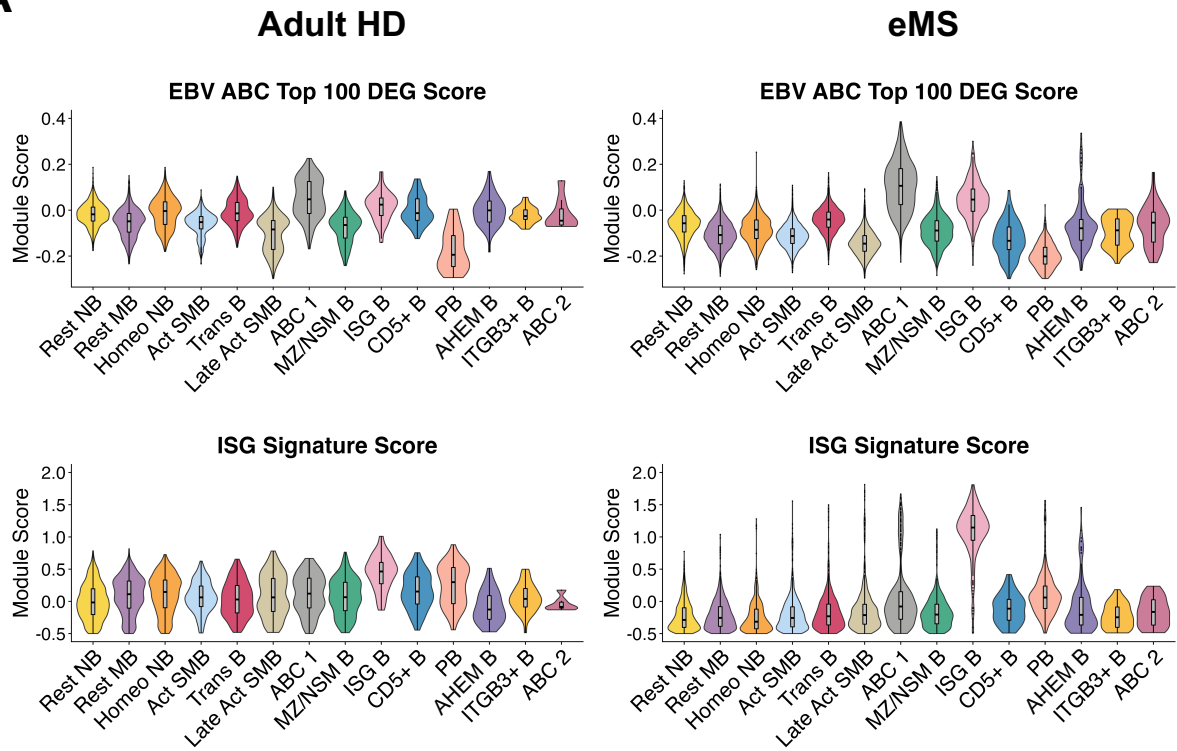 Adult HD
eMS
EBV ABC Top 100 DEG Score
Module Score
0.4
0.2
0.0
-0.2
Rest NB
Rest MB
Homeo NB
Act SMB
Trans B
Late Act SMB
ABC 1
MZ/NSM B
ISG B
CD5+ B
PB
AHEM B
ITGB3+ B
ABC 2
EBV ABC Top 100 DEG Score
Module Score
0.4
0.2
0.0
-0.2
Rest NB
Rest MB
Homeo NB
Act SMB
Trans B
Late Act SMB
ABC 1
MZ/NSM B
ISG B
CD5+ B
PB
AHEM B
ITGB3+ B
ABC 2
ISG Signature Score
Module Score
2.0
1.5
1.0
0.5
0.0
-0.5
Rest NB
Rest MB
Homeo NB
Act SMB
Trans B
Late Act SMB
ABC 1
MZ/NSM B
ISG B
CD5+ B
PB
AHEM B
ITGB3+ B
ABC 2
ISG Signature Score
Module Score
2.0
1.5
1.0
0.5
0.0
-0.5
Rest NB
Rest MB
Homeo NB
Act SMB
Trans B
Late Act SMB
ABC 1
MZ/NSM B
ISG B
CD5+ B
PB
AHEM B
ITGB3+ B
ABC 2